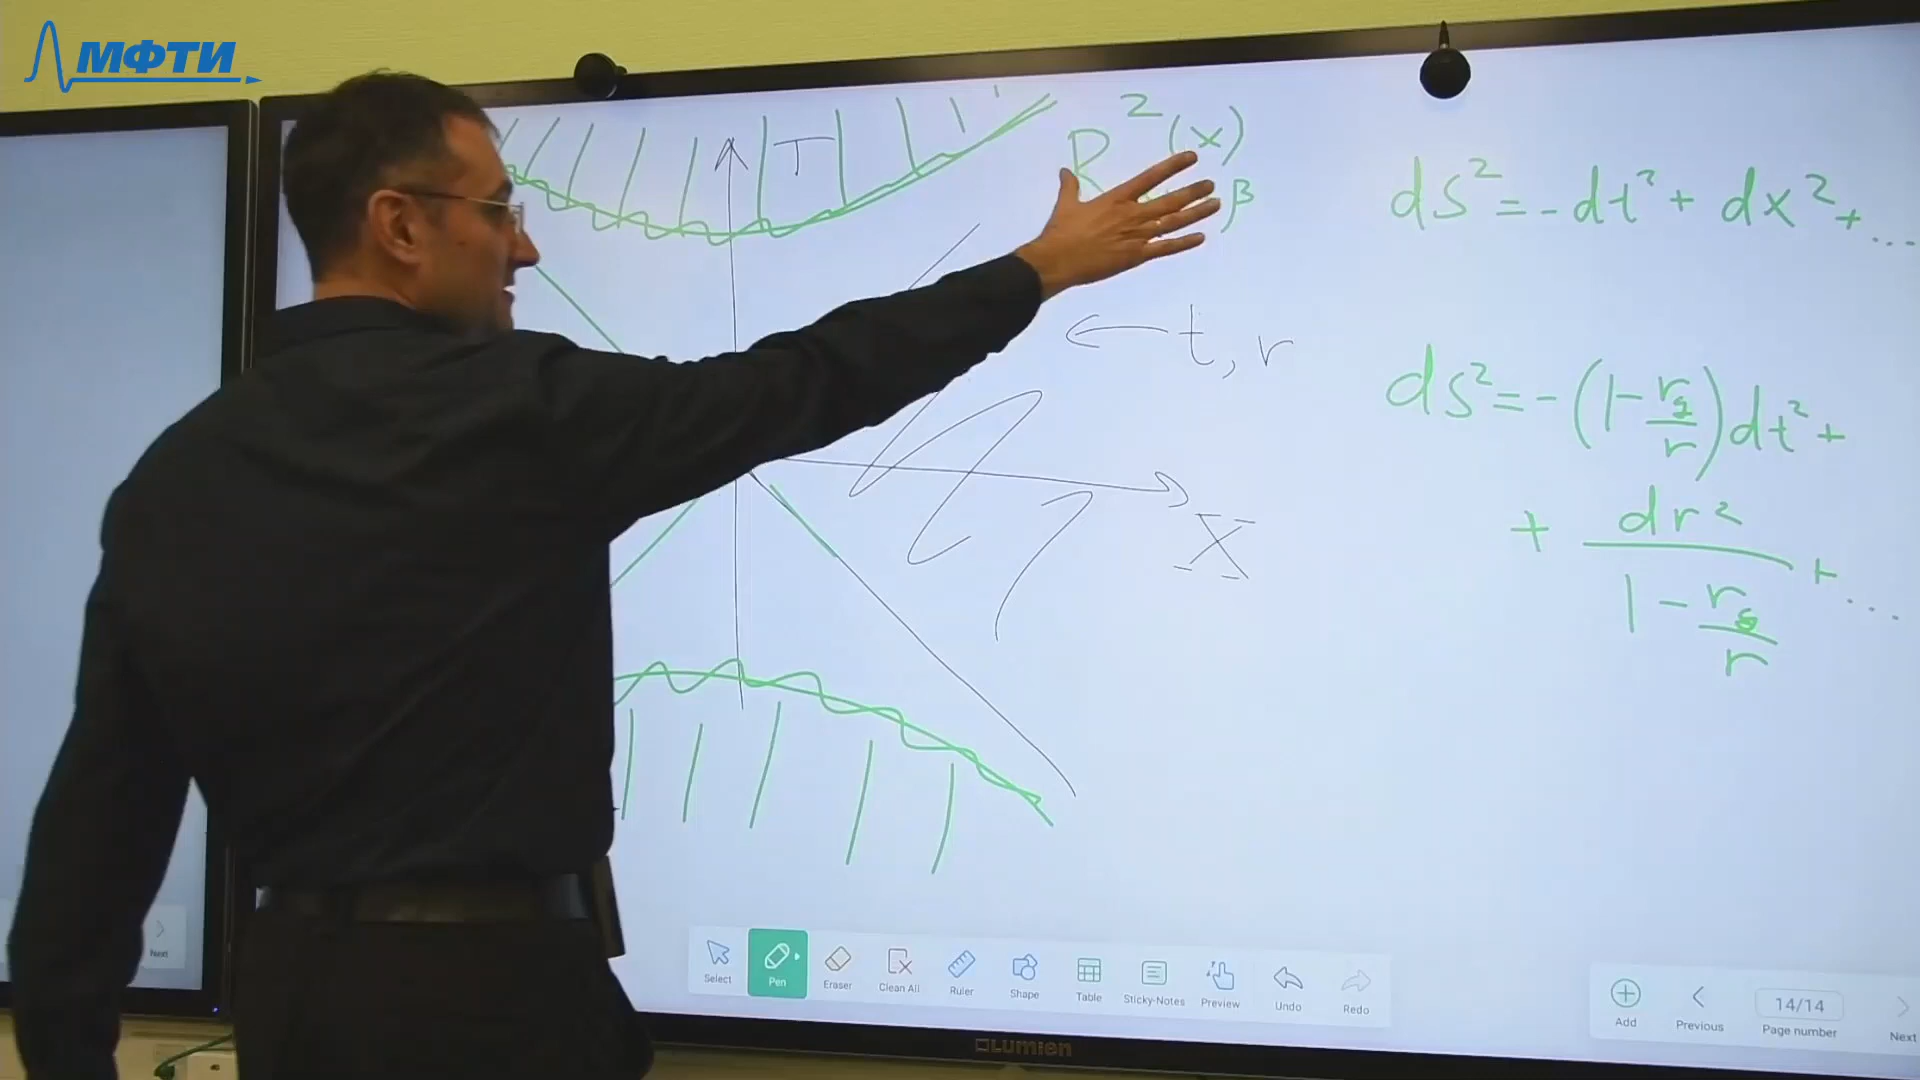 МФТИ
T
R²(x)
β
ds² = -dt² + dx² + ...
← t, r
ds² = -(1 - r_g/r)dt² +
+ dr²/(1 - r_g/r) + ...
X
Next
Select
Pen
Eraser
Clean All
Ruler
Shape
Table
Sticky-Notes
Preview
Undo
Redo
Add
Previous
14/14
Page number
Next
Lumien